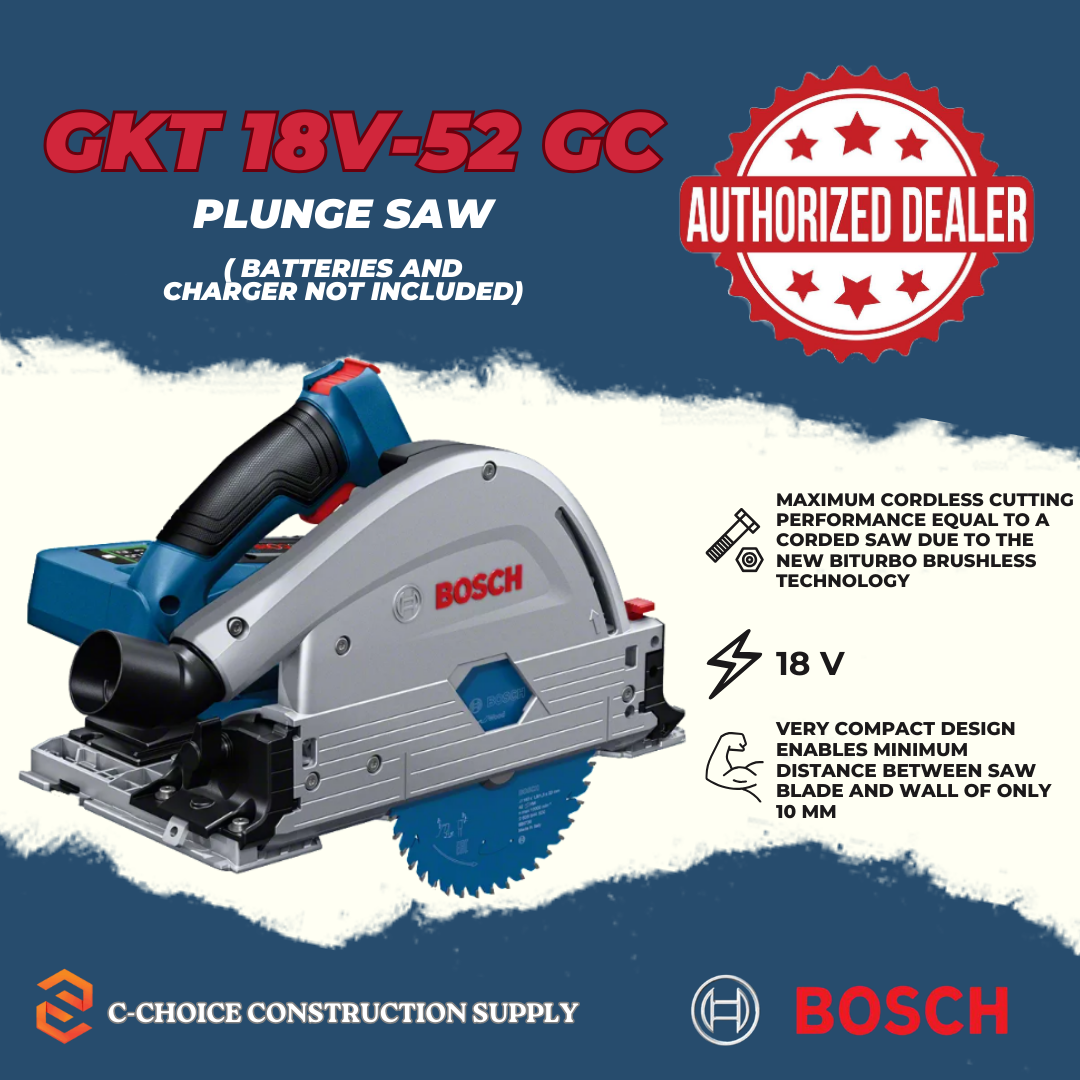 GKT 18V-52 GC
PLUNGE SAW
( BATTERIES AND
CHARGER NOT INCLUDED)
AUTHORIZED DEALER
BOSCH
BOSCH
BOSCH
MAXIMUM CORDLESS CUTTING
PERFORMANCE EQUAL TO A
CORDED SAW DUE TO THE
NEW BITURBO BRUSHLESS
TECHNOLOGY
18 V
VERY COMPACT DESIGN
ENABLES MINIMUM
DISTANCE BETWEEN SAW
BLADE AND WALL OF ONLY
10 MM
C-CHOICE CONSTRUCTION SUPPLY
BOSCH